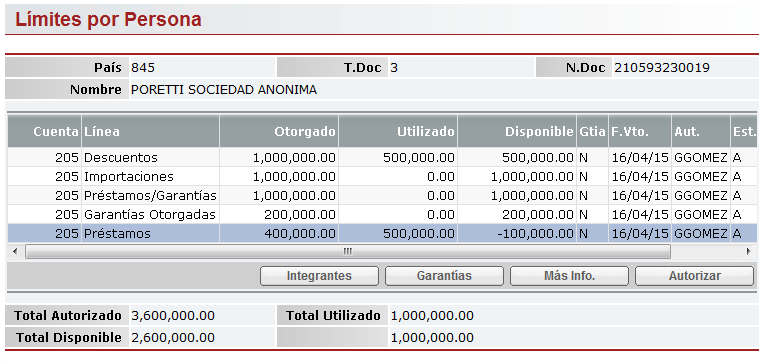 Límites por Persona
País 845 T.Doc 3 N.Doc 210593230019
Nombre PORETTI SOCIEDAD ANONIMA
Cuenta Línea Otorgado Utilizado Disponible Gtia F.Vto. Aut. Est.
205 Descuentos 1,000,000.00 500,000.00 500,000.00 N 16/04/15 GGOMEZ A
205 Importaciones 1,000,000.00 0.00 1,000,000.00 N 16/04/15 GGOMEZ A
205 Préstamos/Garantías 1,000,000.00 0.00 1,000,000.00 N 16/04/15 GGOMEZ A
205 Garantías Otorgadas 200,000.00 0.00 200,000.00 N 16/04/15 GGOMEZ A
205 Préstamos 400,000.00 500,000.00 -100,000.00 N 16/04/15 GGOMEZ A
Integrantes Garantías Más Info. Autorizar
Total Autorizado 3,600,000.00 Total Utilizado 1,000,000.00
Total Disponible 2,600,000.00 1,000,000.00